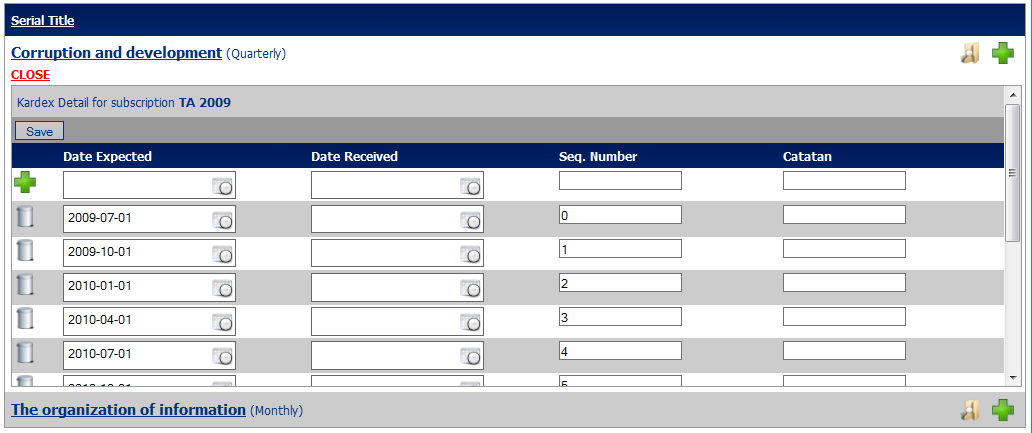 Serial Title
Corruption and development (Quarterly)
CLOSE
Kardex Detail for subscription TA 2009
Save
Date Expected Date Received Seq. Number Catatan
2009-07-01 0
2009-10-01 1
2010-01-01 2
2010-04-01 3
2010-07-01 4
The organization of information (Monthly)